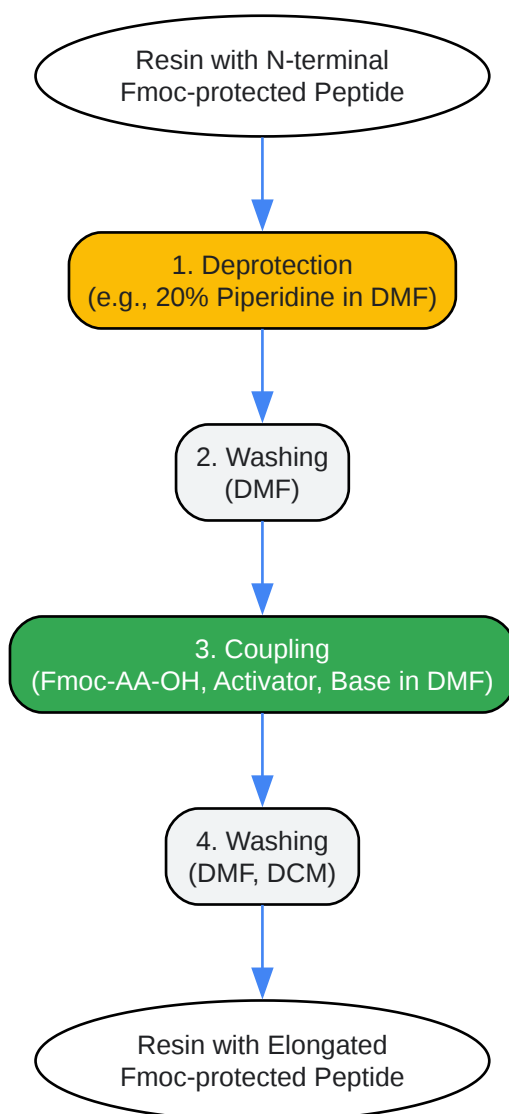 Resin with N-terminal
Fmoc-protected Peptide
1. Deprotection
(e.g., 20% Piperidine in DMF)
2. Washing
(DMF)
3. Coupling
(Fmoc-AA-OH, Activator, Base in DMF)
4. Washing
(DMF, DCM)
Resin with Elongated
Fmoc-protected Peptide